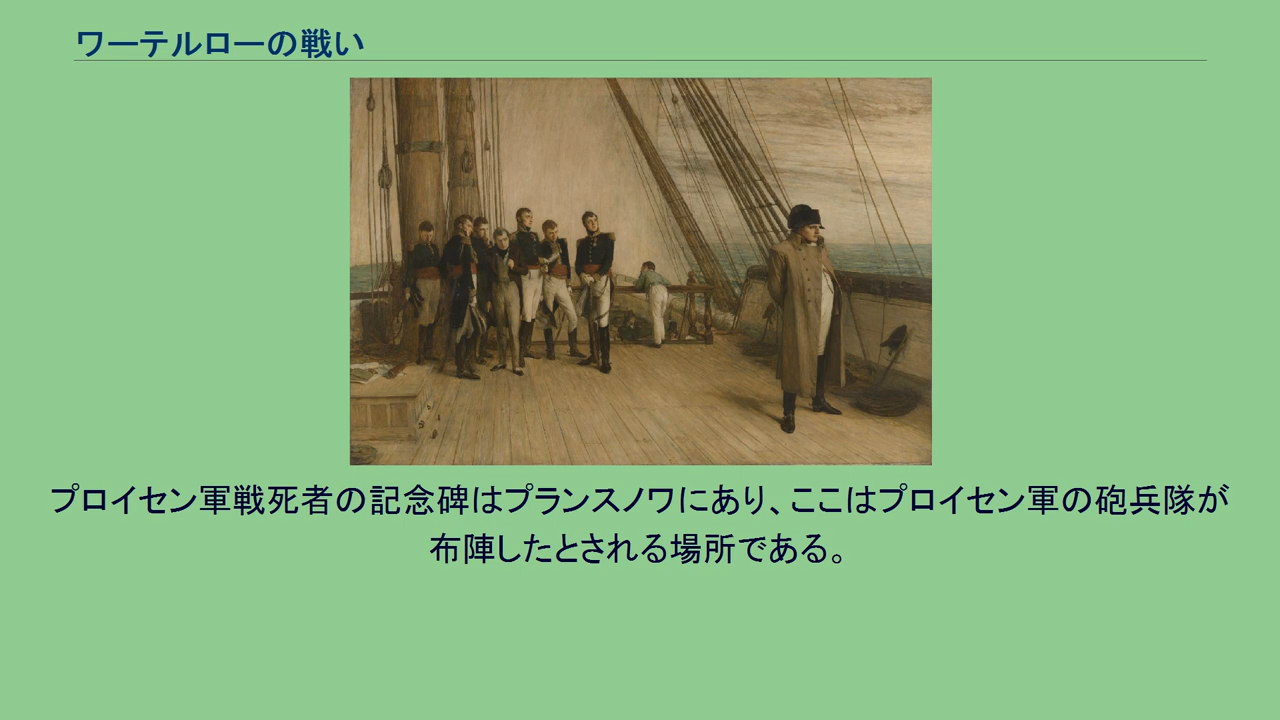 ワーテルローの戦い
プロイセン軍戦死者の記念碑はプランスノワにあり、ここはプロイセン軍の砲兵隊が
布陣したとされる場所である。